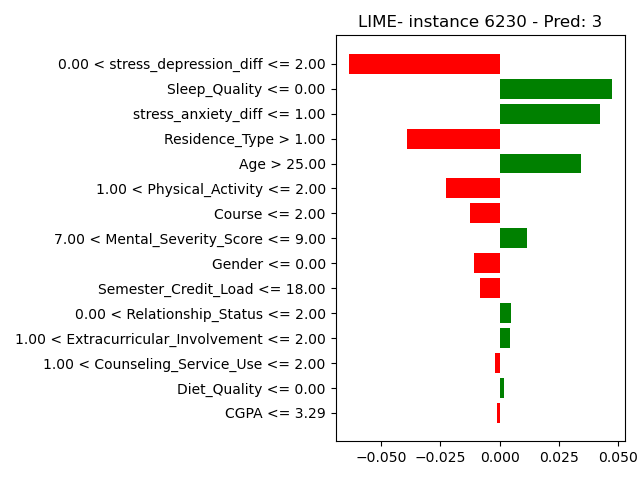 LIME- instance 6230 - Pred: 3
0.00 < stress_depression_diff <= 2.00
Sleep_Quality <= 0.00
stress_anxiety_diff <= 1.00
Residence_Type > 1.00
Age > 25.00
1.00 < Physical_Activity <= 2.00
Course <= 2.00
7.00 < Mental_Severity_Score <= 9.00
Gender <= 0.00
Semester_Credit_Load <= 18.00
0.00 < Relationship_Status <= 2.00
1.00 < Extracurricular_Involvement <= 2.00
1.00 < Counseling_Service_Use <= 2.00
Diet_Quality <= 0.00
CGPA <= 3.29
−0.050 −0.025 0.000 0.025 0.050